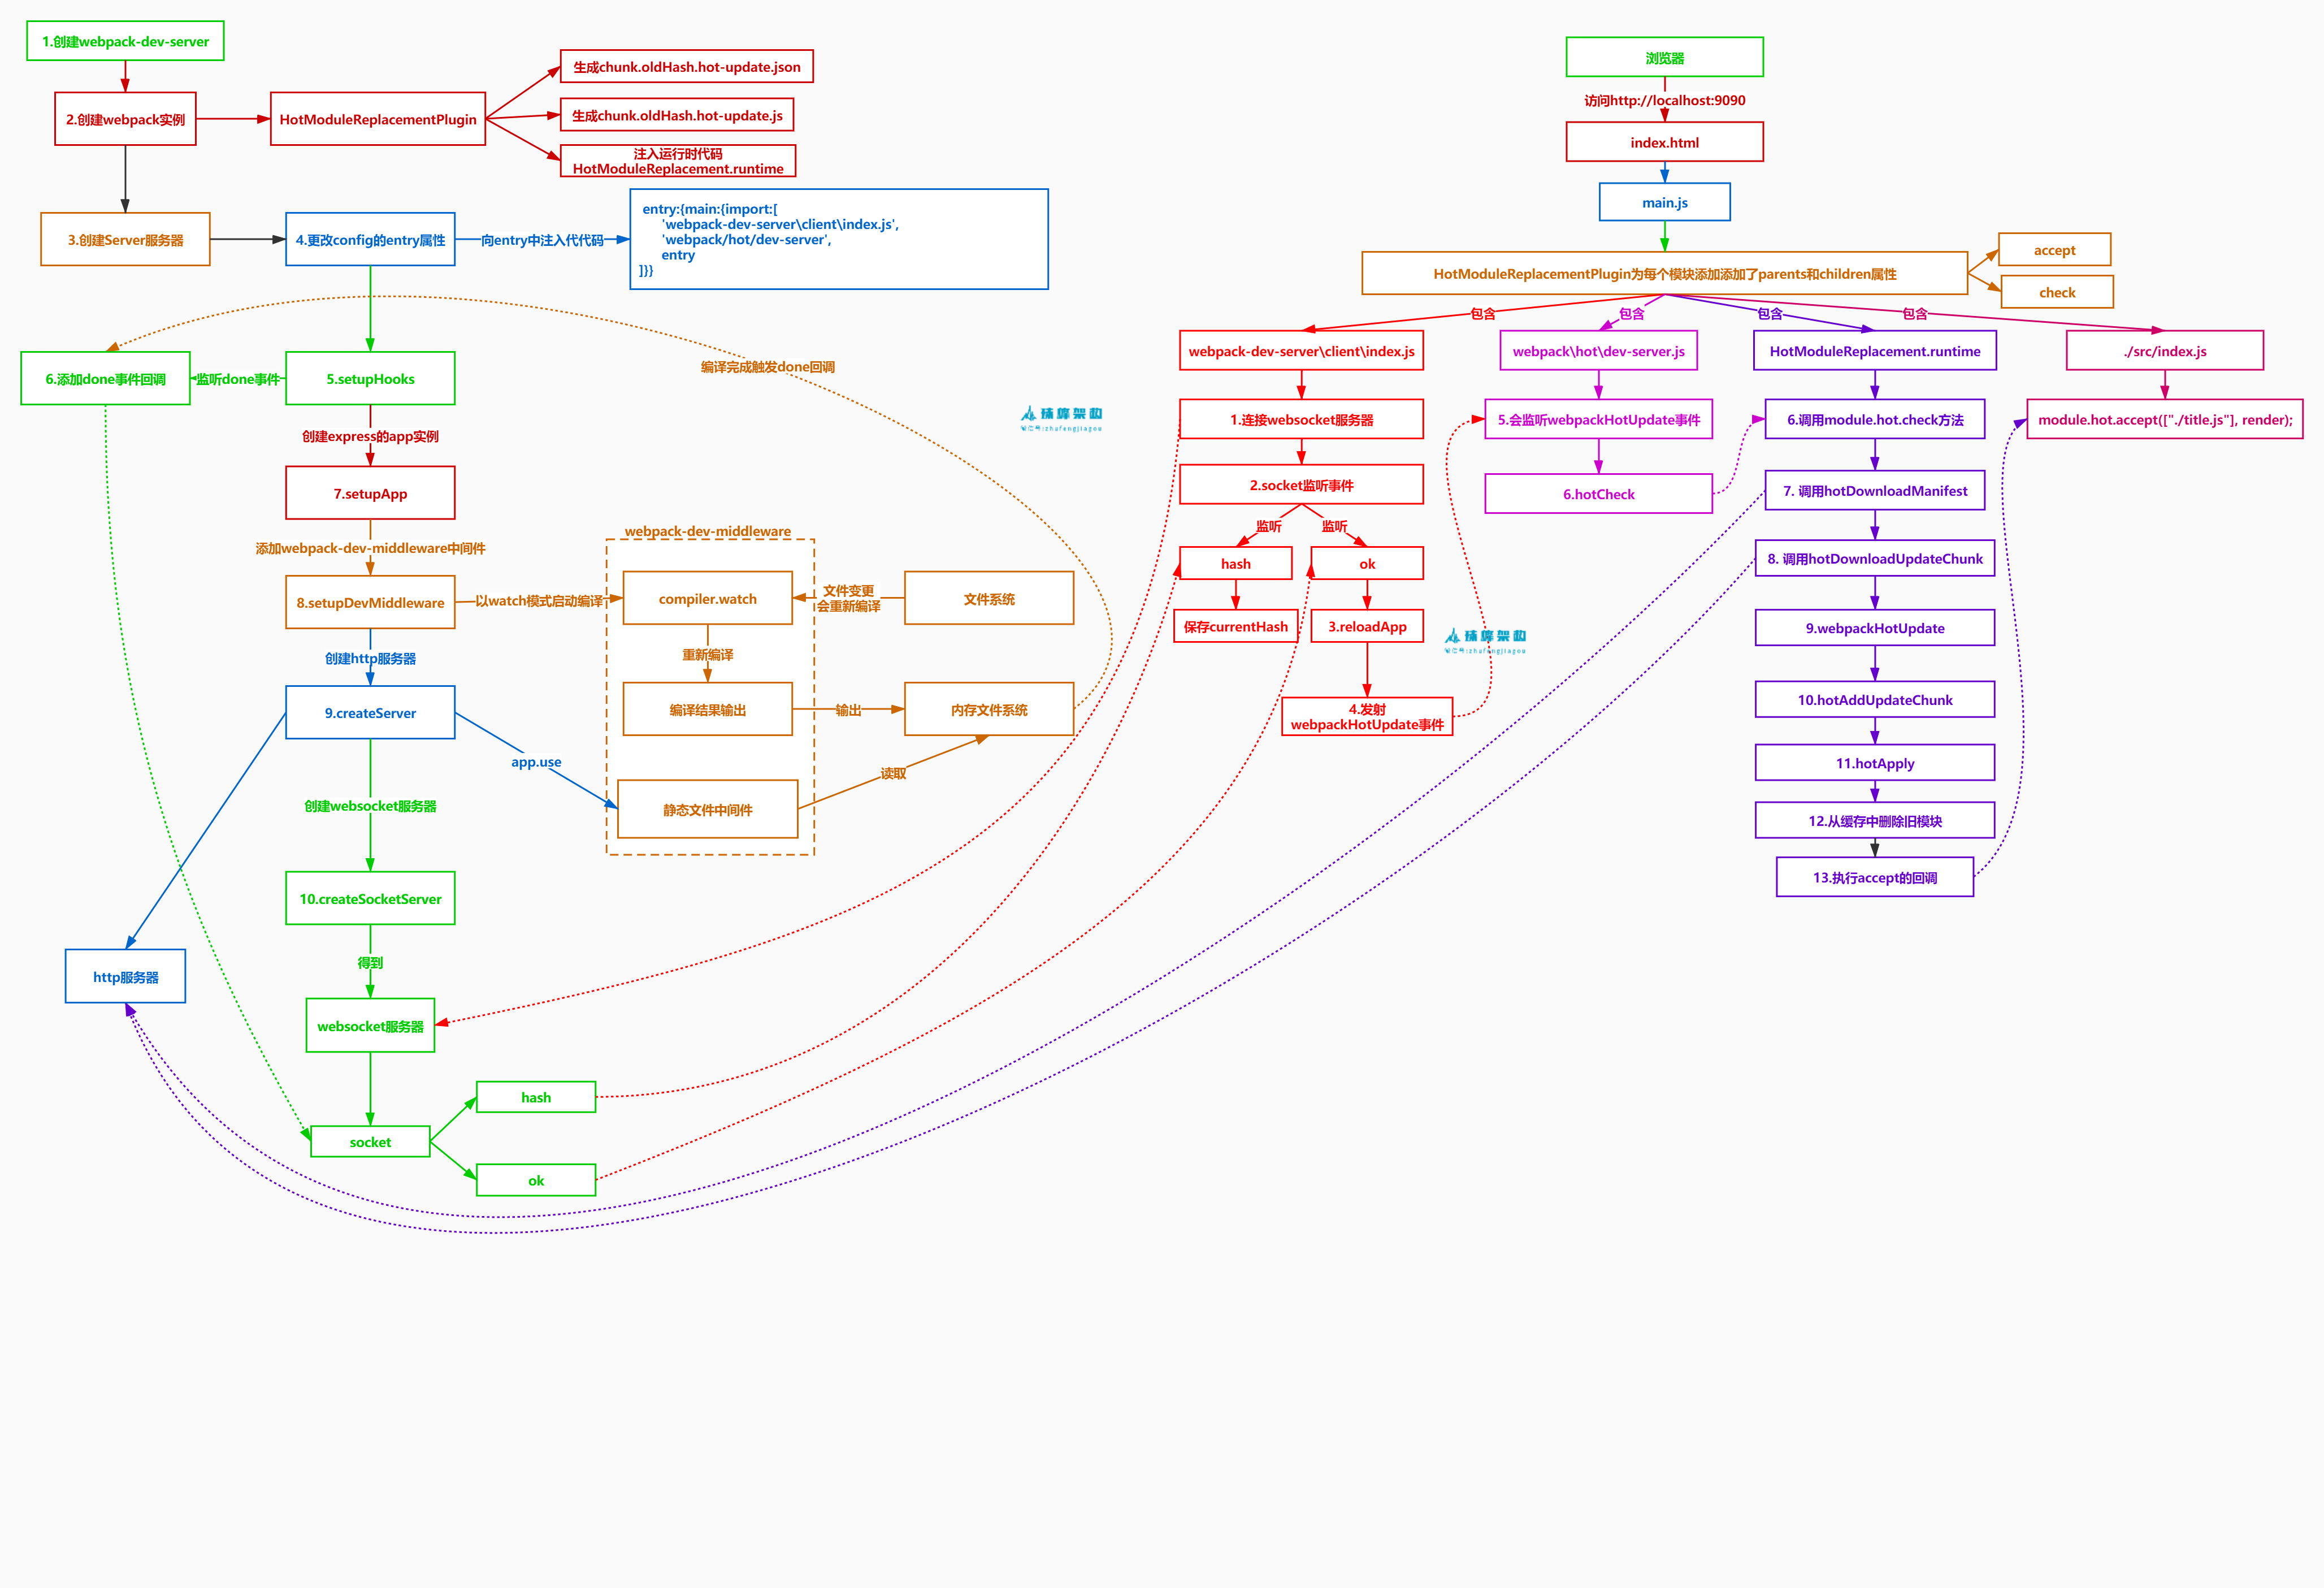 1.创建webpack-dev-server
2.创建webpack实例
HotModuleReplacementPlugin
生成chunk.oldHash.hot-update.json
生成chunk.oldHash.hot-update.js
注入运行时代码
HotModuleReplacement.runtime
3.创建Server服务器
4.更改config的entry属性
向entry中注入代代码
entry:{main:{import:[
'webpack-dev-server\client\index.js',
'webpack/hot/dev-server',
entry
]}}
6.添加done事件回调
监听done事件
5.setupHooks
编译完成触发done回调
创建express的app实例
7.setupApp
添加webpack-dev-middleware中间件
8.setupDevMiddleware
以watch模式启动编译
webpack-dev-middleware
compiler.watch
文件变更
会重新编译
文件系统
重新编译
创建http服务器
9.createServer
编译结果输出
输出
内存文件系统
app.use
读取
静态文件中间件
创建websocket服务器
10.createSocketServer
得到
http服务器
websocket服务器
hash
socket
ok
珠峰架构
微信号:zhufengjiagou
浏览器
访问http://localhost:9090
index.html
main.js
HotModuleReplacementPlugin为每个模块添加添加了parents和children属性
accept
check
包含
包含
包含
包含
webpack-dev-server\client\index.js
webpack\hot\dev-server.js
HotModuleReplacement.runtime
./src/index.js
1.连接websocket服务器
5.会监听webpackHotUpdate事件
6.调用module.hot.check方法
module.hot.accept(["./title.js"], render);
2.socket监听事件
6.hotCheck
7. 调用hotDownloadManifest
监听
监听
hash
ok
8. 调用hotDownloadUpdateChunk
保存currentHash
3.reloadApp
9.webpackHotUpdate
珠峰架构
微信号:zhufengjiagou
4.发射
webpackHotUpdate事件
10.hotAddUpdateChunk
11.hotApply
12.从缓存中删除旧模块
13.执行accept的回调